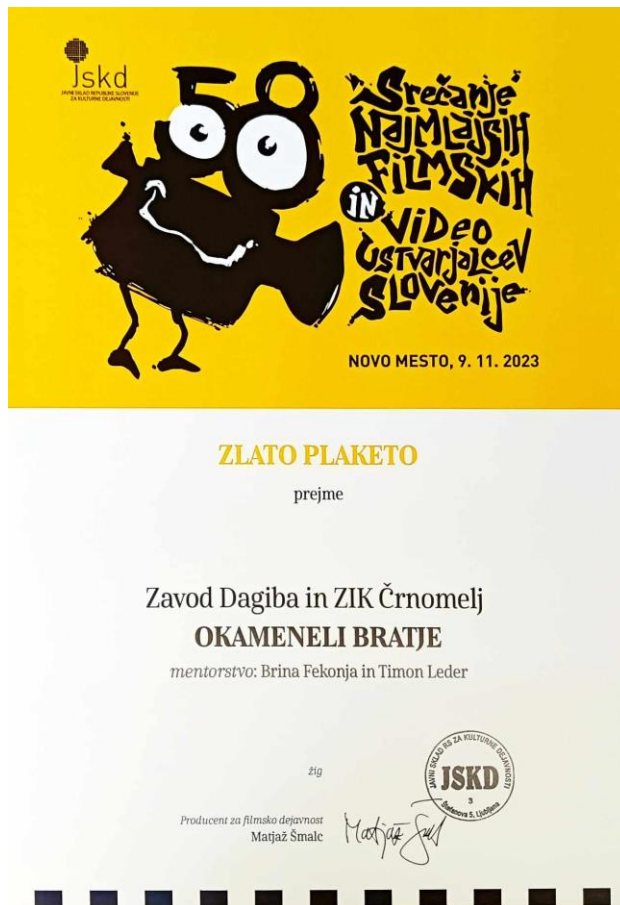 Jskd
JAVNI SKLAD REPUBLIKE SLOVENIJE
ZA KULTURNE DEJAVNOSTI
58
Srečanje
NAJMLAJŠIH
FILMSKIH
IN
VIDEO
USTVARJALCEV
SLOVENIJE
NOVO MESTO, 9. 11. 2023
ZLATO PLAKETO
prejme
Zavod Dagiba in ZIK Črnomelj
OKAMENELI BRATJE
mentorstvo: Brina Fekonja in Timon Leder
žig
JAVNI SKLAD RS ZA KULTURNE DEJAVNOSTI
JSKD
3
Štefanova 5, Ljubljana
Producent za filmsko dejavnost
Matjaž Šmalc